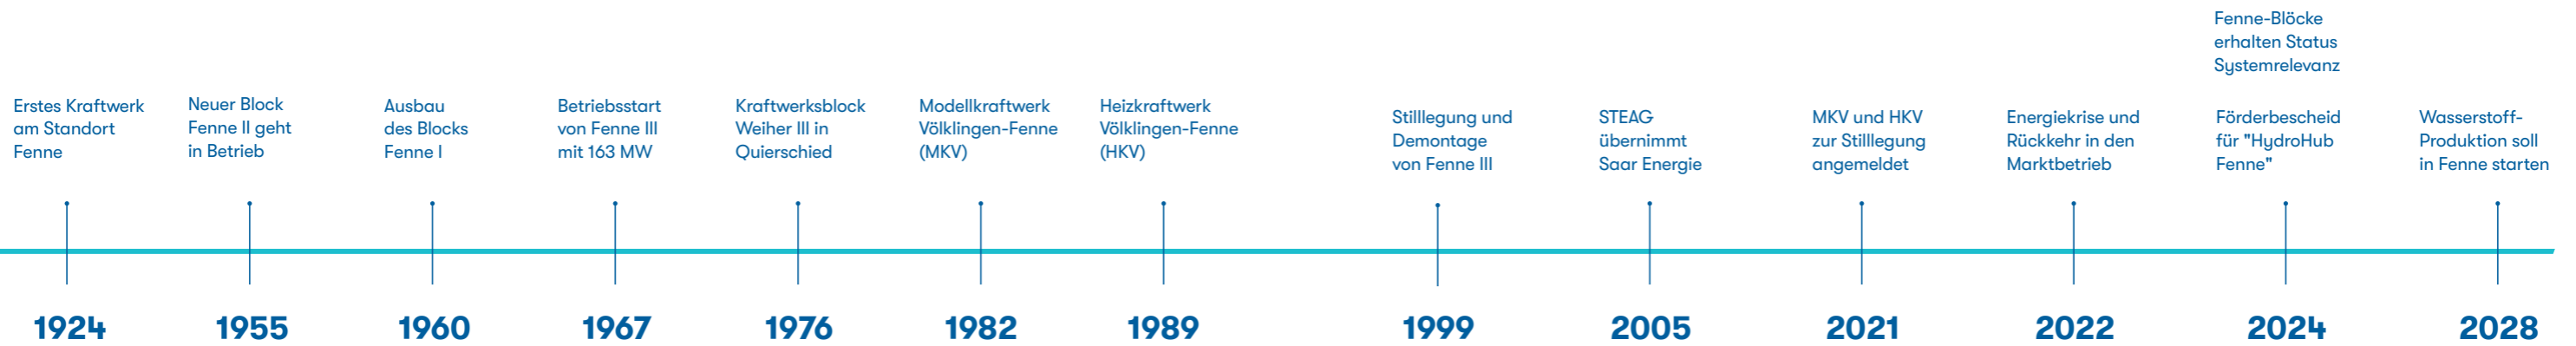 Erstes Kraftwerk
am Standort
Fenne
1924
Neuer Block
Fenne II geht
in Betrieb
1955
Ausbau
des Blocks
Fenne I
1960
Betriebsstart
von Fenne III
mit 163 MW
1967
Kraftwerksblock
Weiher III in
Quierschied
1976
Modellkraftwerk
Völklingen-Fenne
(MKV)
1982
Heizkraftwerk
Völklingen-Fenne
(HKV)
1989
Stilllegung und
Demontage
von Fenne III
1999
STEAG
übernimmt
Saar Energie
2005
MKV und HKV
zur Stilllegung
angemeldet
2021
Energiekrise und
Rückkehr in den
Marktbetrieb
2022
Fenne-Blöcke
erhalten Status
Systemrelevanz
Förderbescheid
für "HydroHub
Fenne"
2024
Wasserstoff-
Produktion soll
in Fenne starten
2028